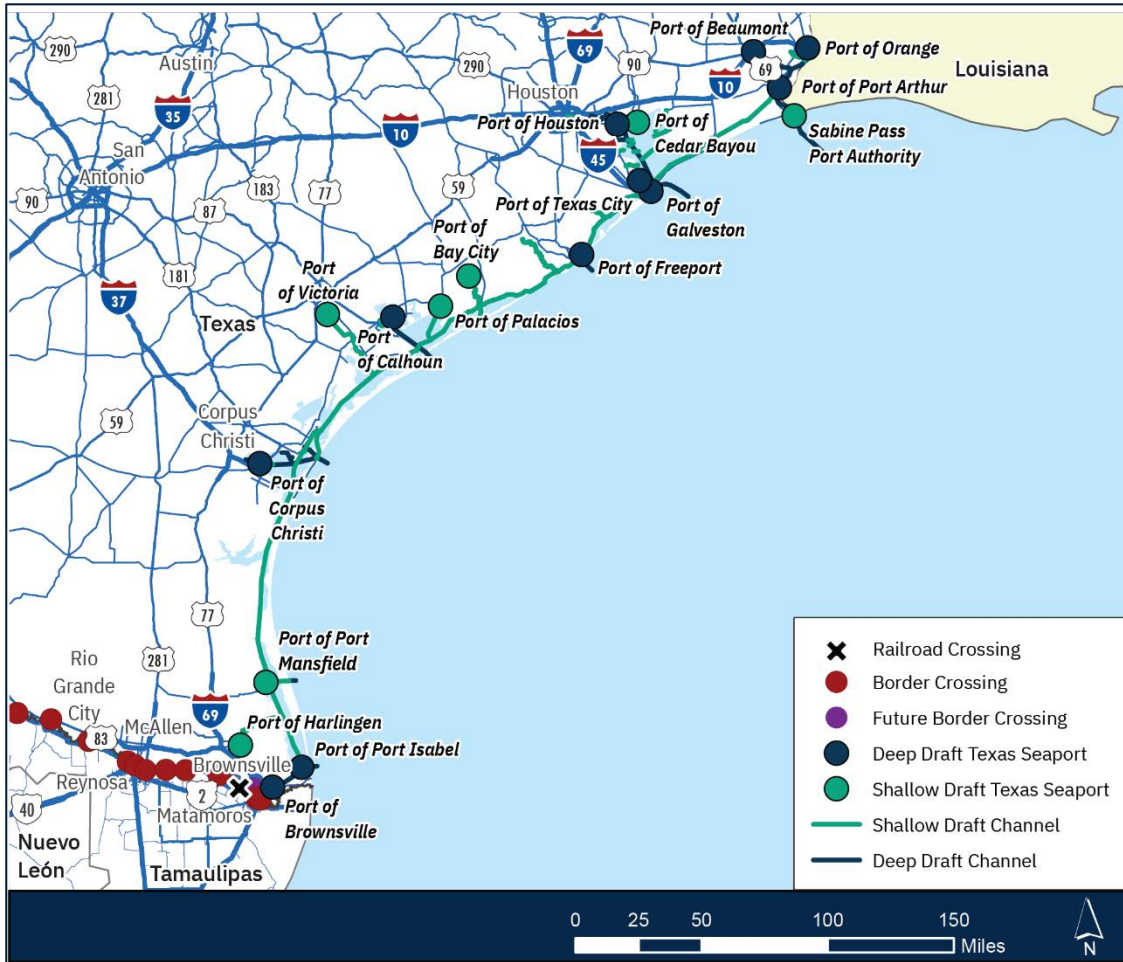 290
Austin
281
35
69
290
90
Houston
10
Port of Beaumont
69
Port of Orange
Louisiana
Port of Port Arthur
Sabine Pass
Port Authority
Port of Houston
Port of
Cedar Bayou
45
10
San
Antonio
90
183
77
59
87
Port of Texas City
Port of
Galveston
Port of
Bay City
Port of Freeport
181
37
Port
of Victoria
Texas
Port of Palacios
Port
of Calhoun
59
Corpus
Christi
Port of
Corpus
Christi
77
Port of Port
Mansfield
281
Rio
Grande
City
83
McAllen
69
Port of Harlingen
Port of Port Isabel
Brownsville
Reynosa
2
Matamoros
Port of
Brownsville
40
Nuevo
León
Tamaulipas
Railroad Crossing
Border Crossing
Future Border Crossing
Deep Draft Texas Seaport
Shallow Draft Texas Seaport
Shallow Draft Channel
Deep Draft Channel
0 25 50 100 150
Miles
N